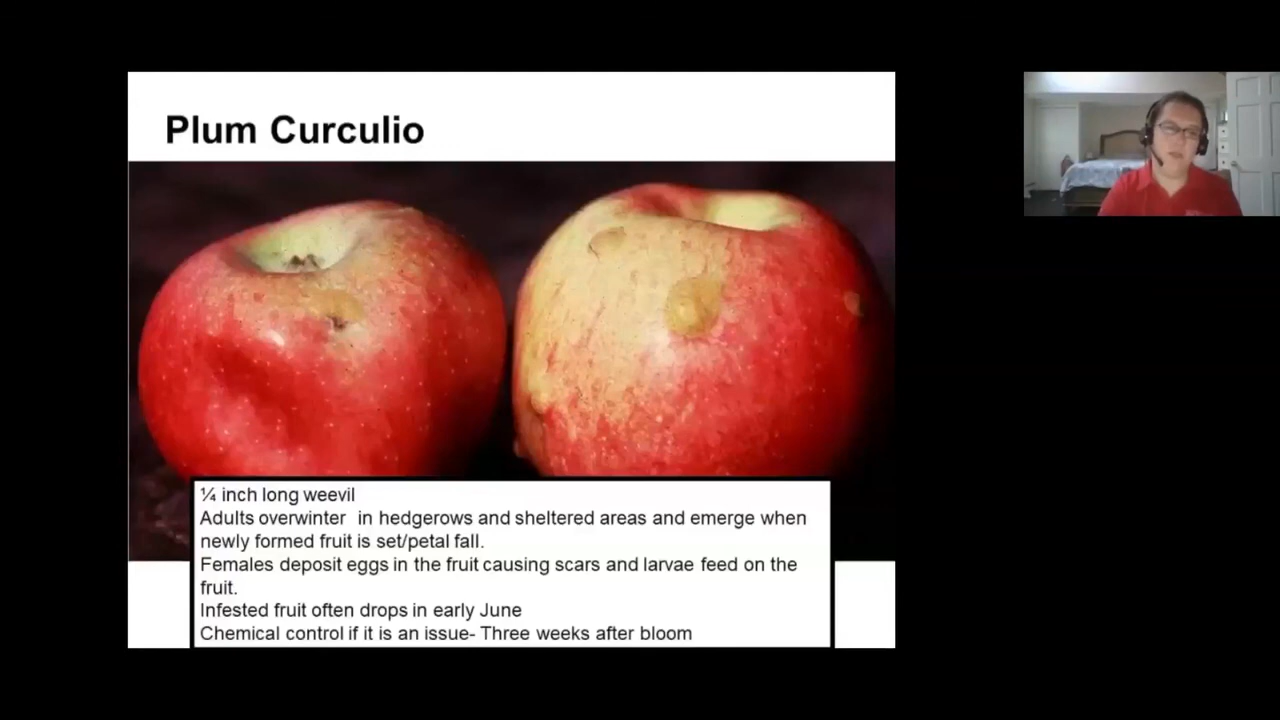 Plum Curculio
¼ inch long weevil
Adults overwinter in hedgerows and sheltered areas and emerge when
newly formed fruit is set/petal fall.
Females deposit eggs in the fruit causing scars and larvae feed on the
fruit.
Infested fruit often drops in early June
Chemical control if it is an issue- Three weeks after bloom